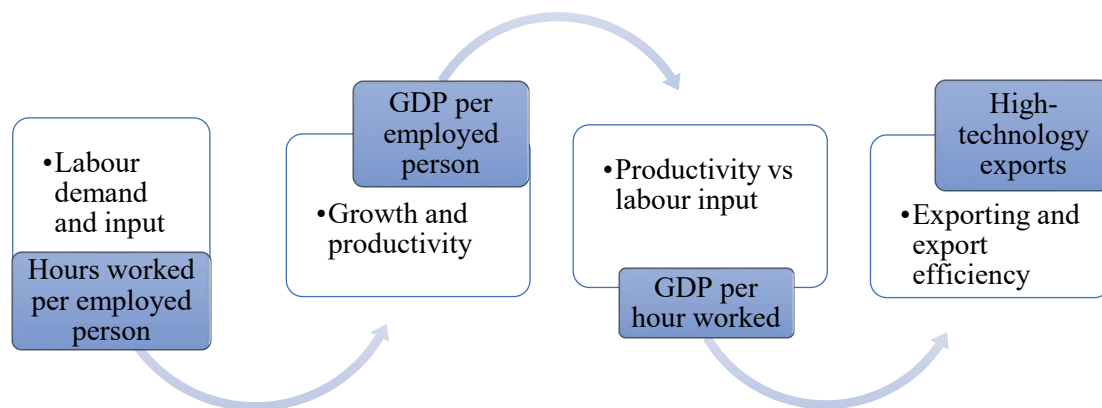 •Labour
demand
and input
Hours worked
per employed
person
GDP per
employed
person
•Growth and
productivity
•Productivity vs
labour input
GDP per
hour worked
High-
technology
exports
•Exporting and
export
efficiency